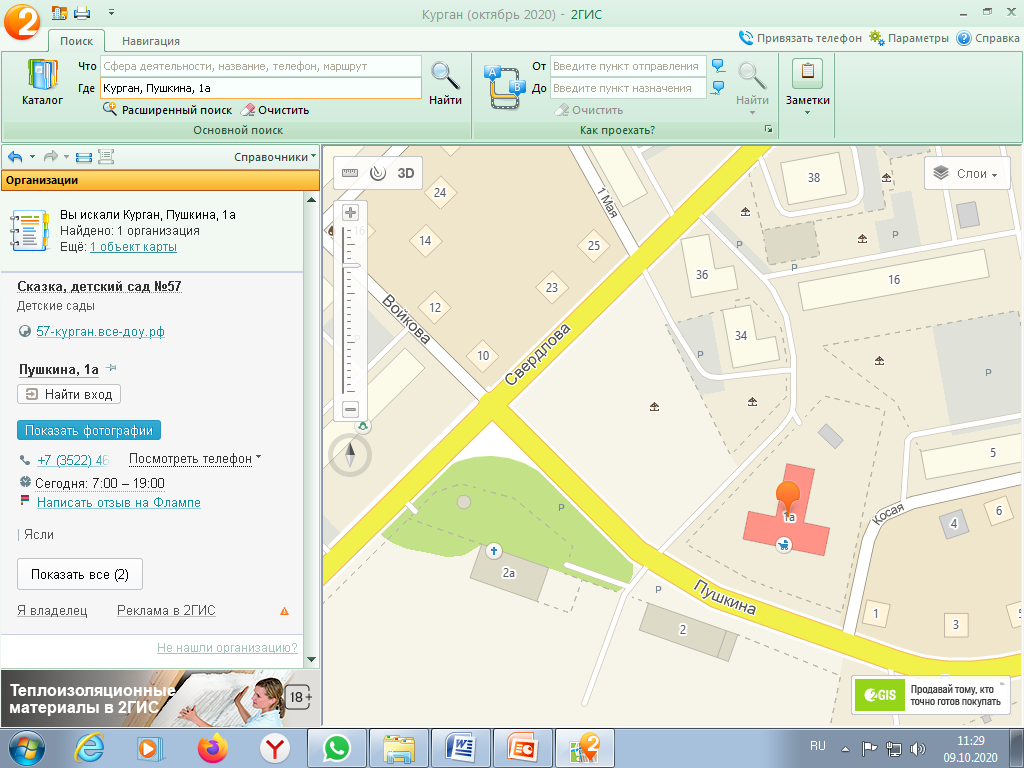 Курган (октябрь 2020) - 2ГИС
Поиск
Навигация
Привязать телефон
Параметры
Справка
Каталог
Что
Сфера деятельности, название, телефон, маршрут
Где
Курган, Пушкина, 1а
Расширенный поиск
Очистить
Найти
Основной поиск
От
Введите пункт отправления
До
Введите пункт назначения
Очистить
Найти
Как проехать?
Заметки
Справочники
Организации
Вы искали Курган, Пушкина, 1а
Найдено: 1 организация
Ещё: 1 объект карты
Сказка, детский сад №57
Детские сады
57-курган.все-доу.рф
Пушкина, 1а
Найти вход
Показать фотографии
+7 (3522) 46
Посмотреть телефон
Сегодня: 7:00 – 19:00
Написать отзыв на Флампе
Ясли
Показать все (2)
Я владелец
Реклама в 2ГИС
Не нашли организацию?
Теплоизоляционные
материалы в 2ГИС
18+
3D
Слои
24
1 Мая
38
16
14
25
P
P
23
36
P
16
12
Войкова
34
Свердлова
10
P
P
5
P
1а
Косая
4
6
2а
P
Пушкина
1
2
3
5
2GIS
Продавай тому, кто
точно готов покупать
RU
11:29
09.10.2020